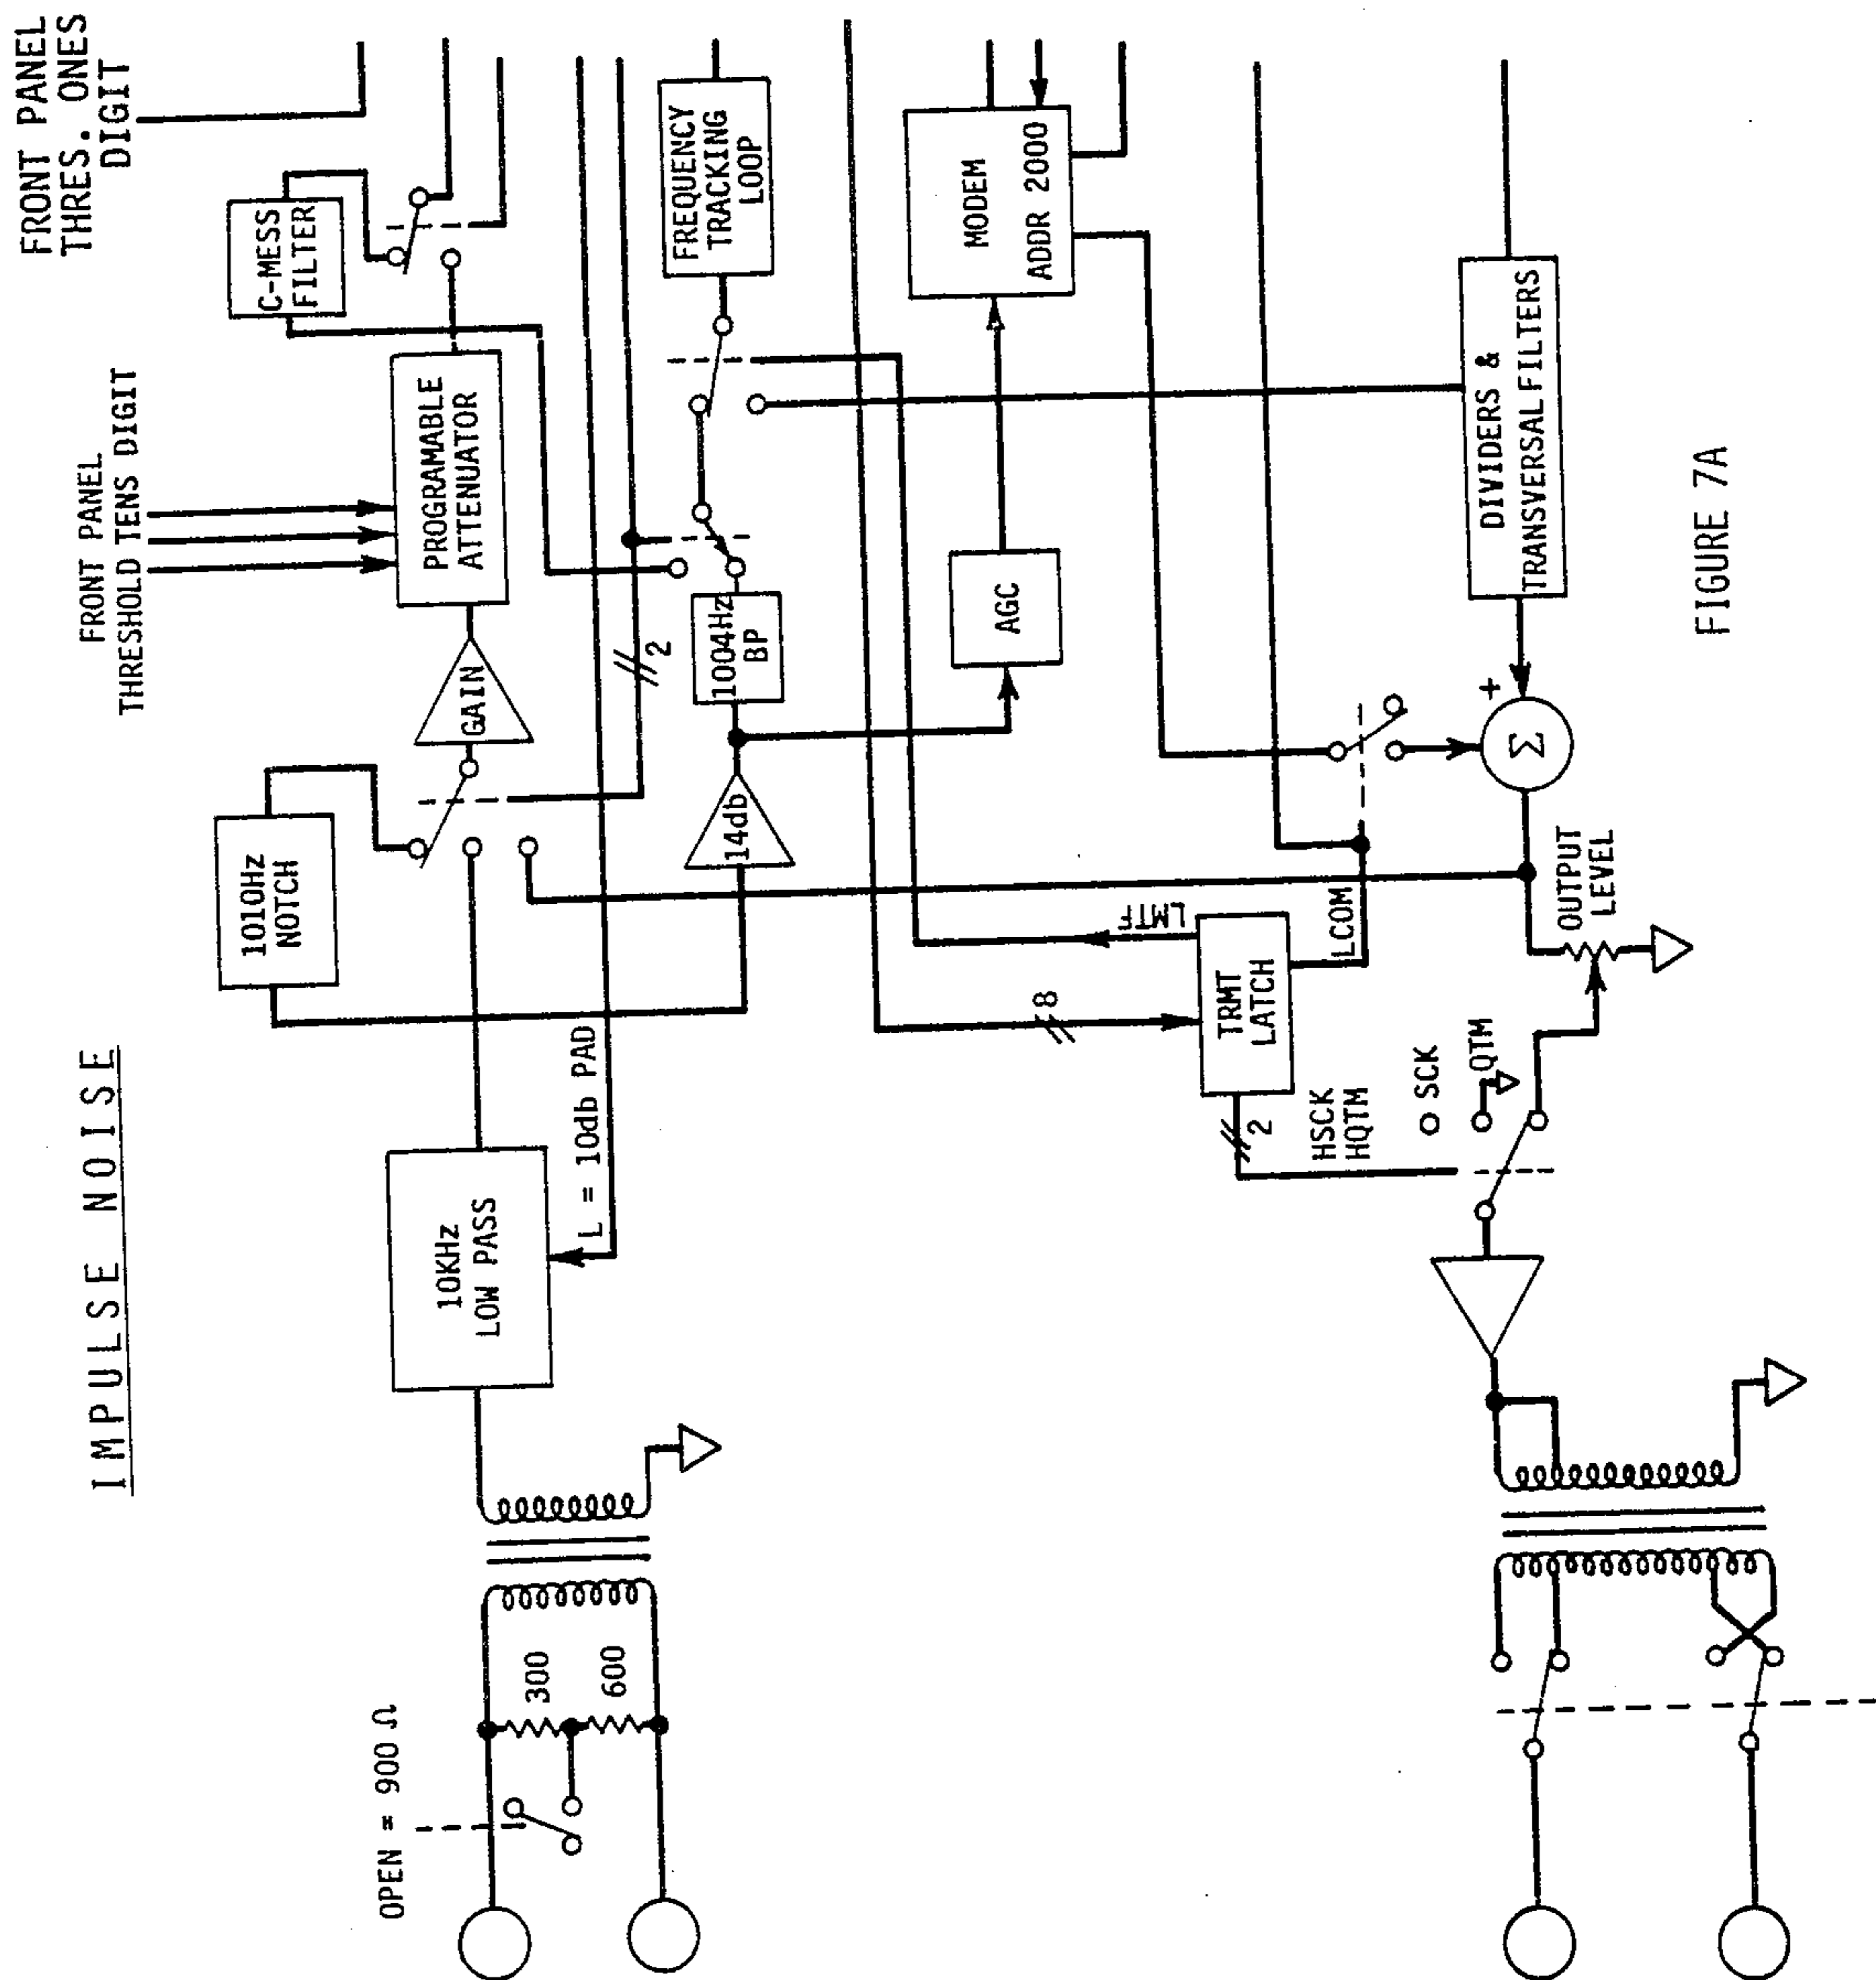 IMPULSE NOISE
FRONT PANEL
THRES. ONES
DIGIT
FRONT PANEL
THRESHOLD TENS DIGIT
OPEN = 900 Ω
300
600
10KHz
LOW PASS
L = 10db PAD
1010Hz
NOTCH
GAIN
PROGRAMABLE
ATTENUATOR
C-MESS
FILTER
2
14db
1004Hz
BP
FREQUENCY
TRACKING
LOOP
AGC
MODEM
ADDR 2000
8
TRMT
LATCH
LCOM
2
HSCK
HQTM
SCK
QTM
OUTPUT
LEVEL
Σ
+
DIVIDERS &
TRANSVERSAL FILTERS
FIGURE 7A